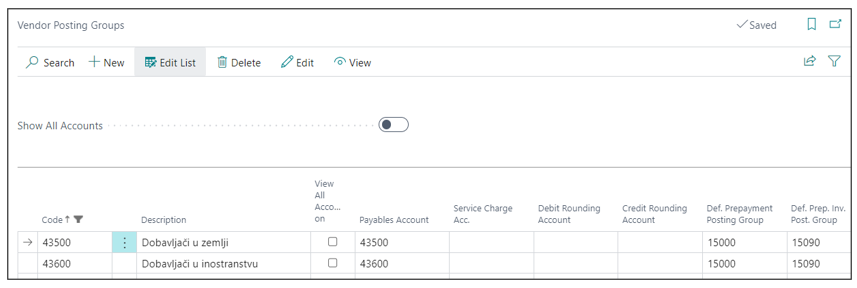 Vendor Posting Groups
Saved
Search New Edit List Delete Edit View
Show All Accounts
View
All
Acco...
on
Service Charge
Acc.
Debit Rounding
Account
Credit Rounding
Account
Def. Prepayment
Posting Group
Def. Prep. Inv.
Post. Group
Code Description Payables Account
43500 Dobavljači u zemlji 43500 15000 15090
43600 Dobavljači u inostranstvu 43600 15000 15090